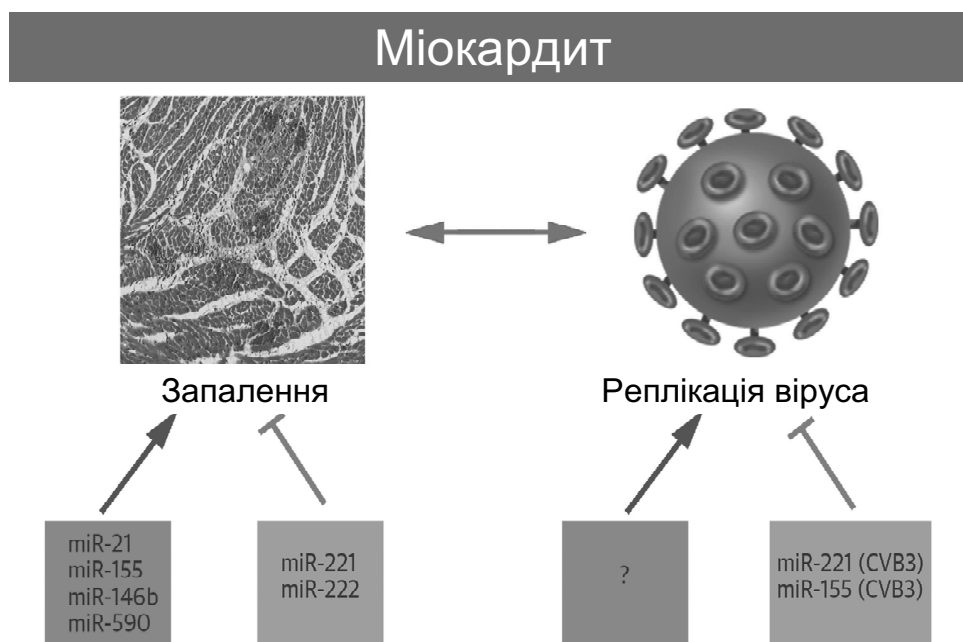 Міокардит
Запалення
Реплікація віруса
miR-21
miR-155
miR-146b
miR-590
miR-221
miR-222
?
miR-221 (CVB3)
miR-155 (CVB3)